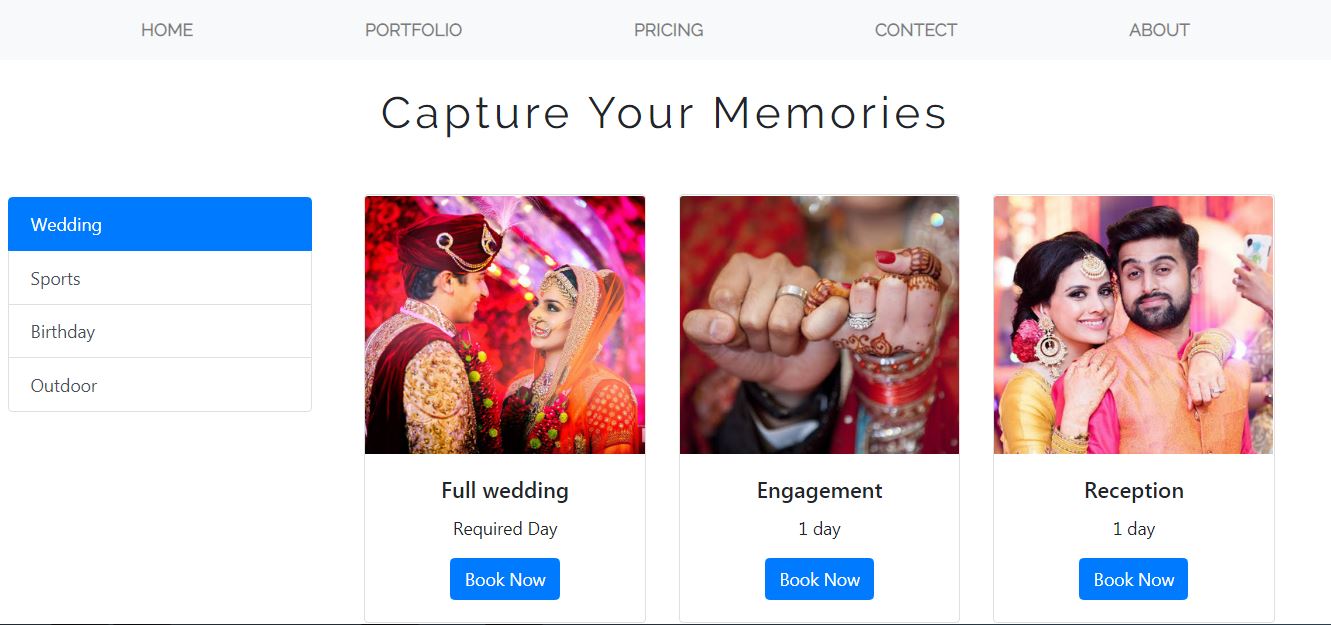 HOME PORTFOLIO PRICING CONTECT ABOUT
Capture Your Memories
Wedding
Sports
Birthday
Outdoor
Full wedding
Required Day
Book Now
Engagement
1 day
Book Now
Reception
1 day
Book Now